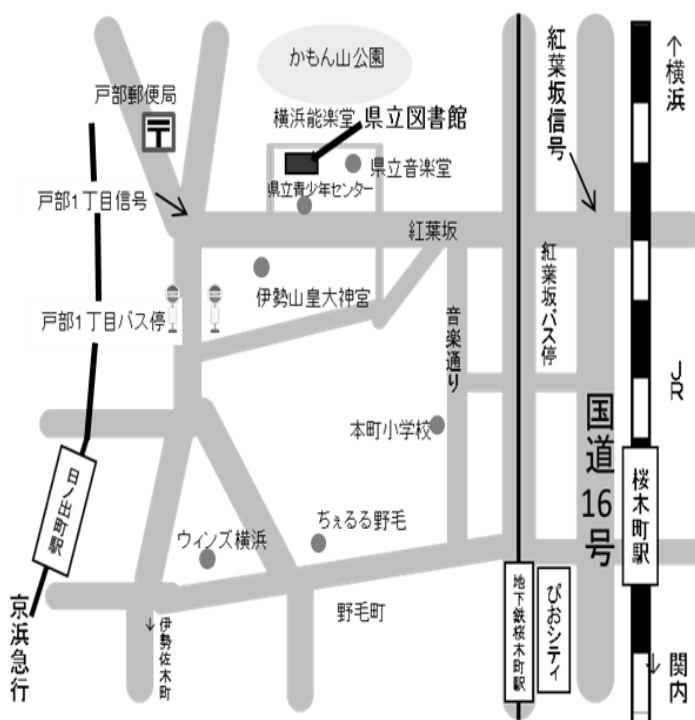 かもん山公園
紅葉坂信号
↑横浜
戸部郵便局
〒
横浜能楽堂
県立図書館
県立音楽堂
県立青少年センター
戸部1丁目信号
紅葉坂
伊勢山皇大神宮
紅葉坂バス停
戸部1丁目バス停
音楽通り
JR
国道16号
本町小学校
桜木町駅
日ノ出町駅
ちぇるる野毛
ウィンズ横浜
地下鉄桜木町駅
ぴおシティ
京浜急行
↓伊勢佐木町
野毛町
↓関内